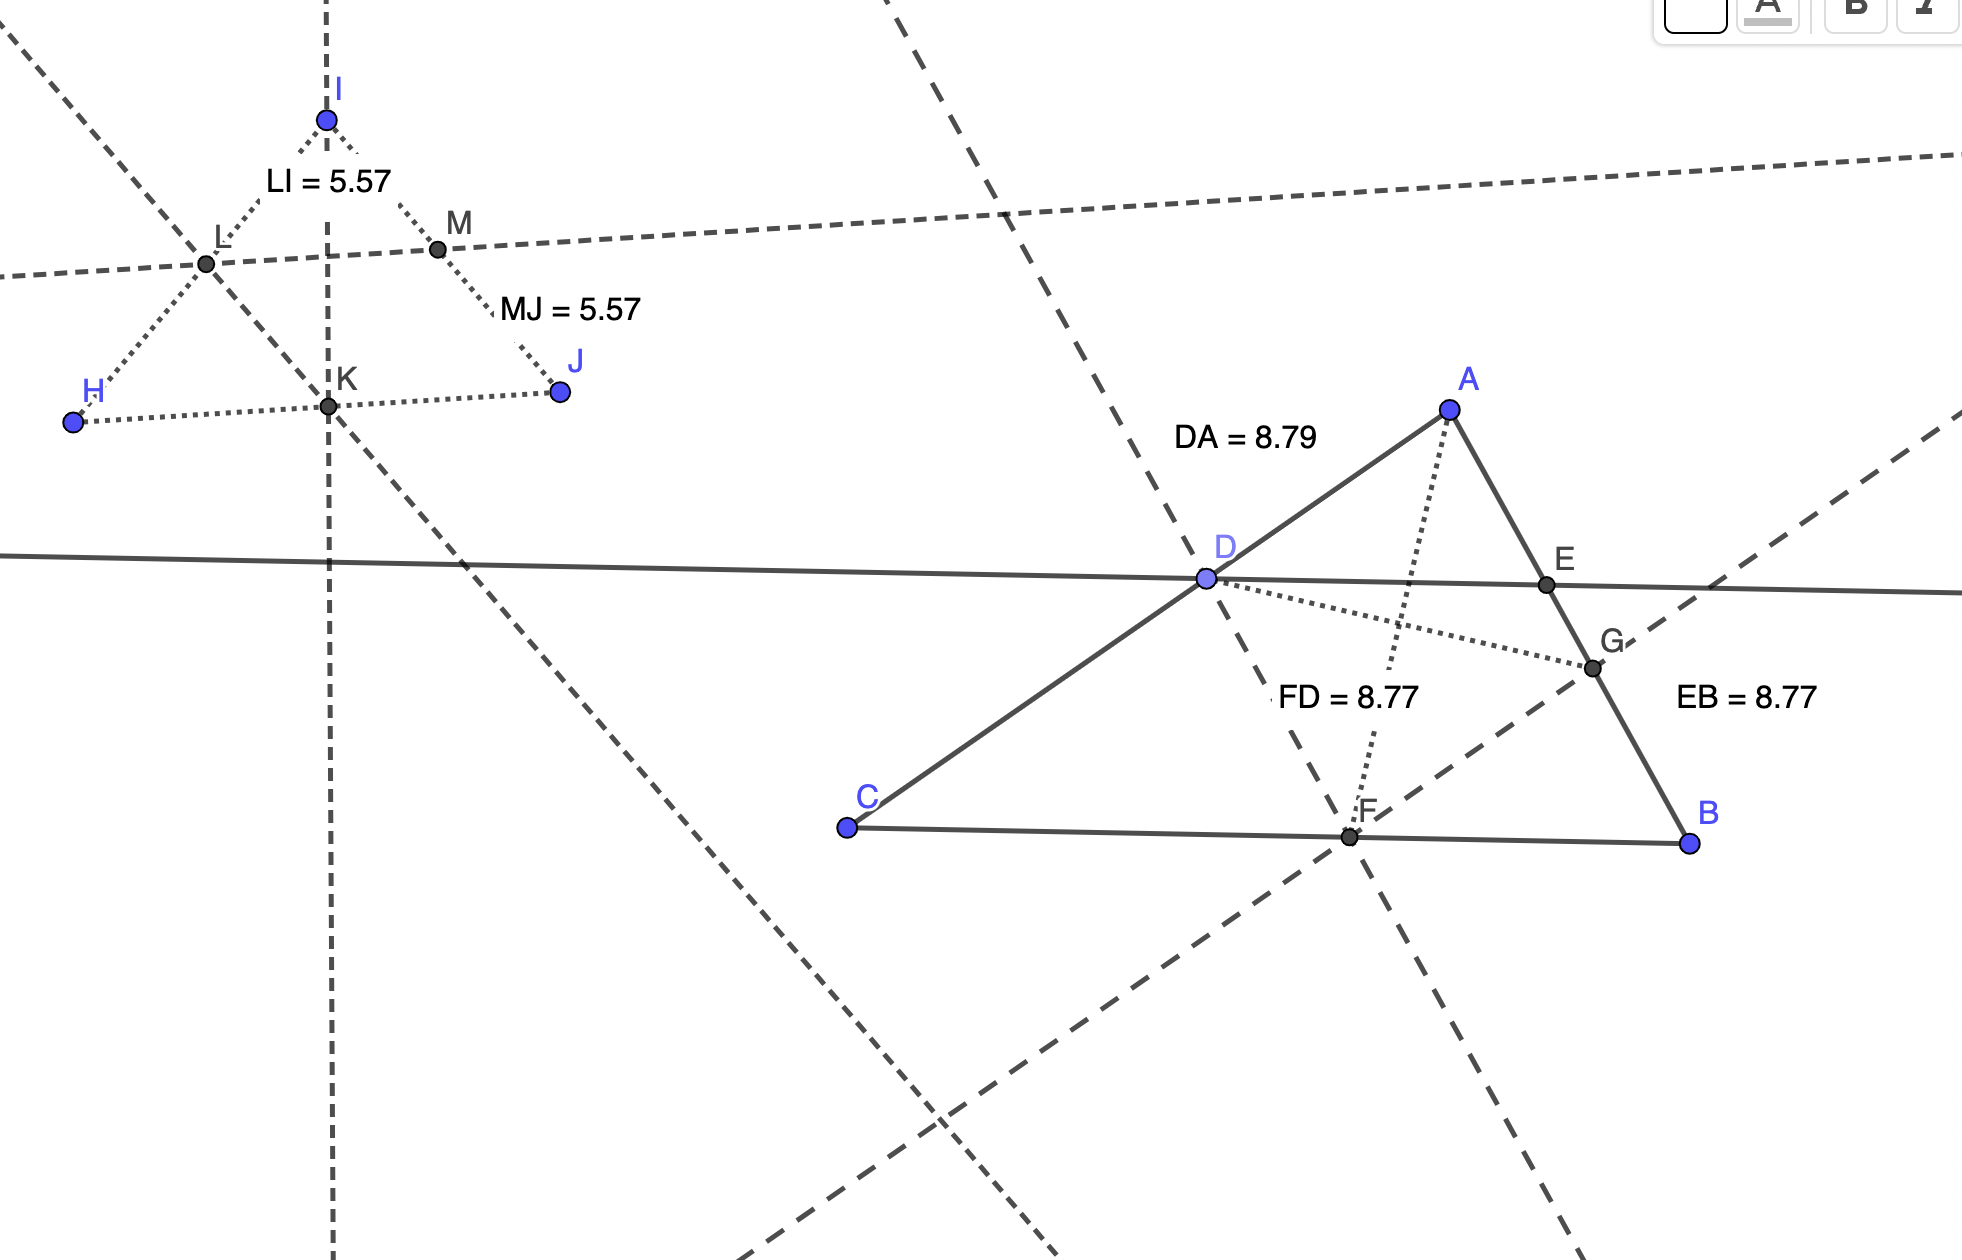 A B I
I
LI = 5.57
M
L
MJ = 5.57
J
H
K
A
DA = 8.79
D
E
G
FD = 8.77
EB = 8.77
C
F
B